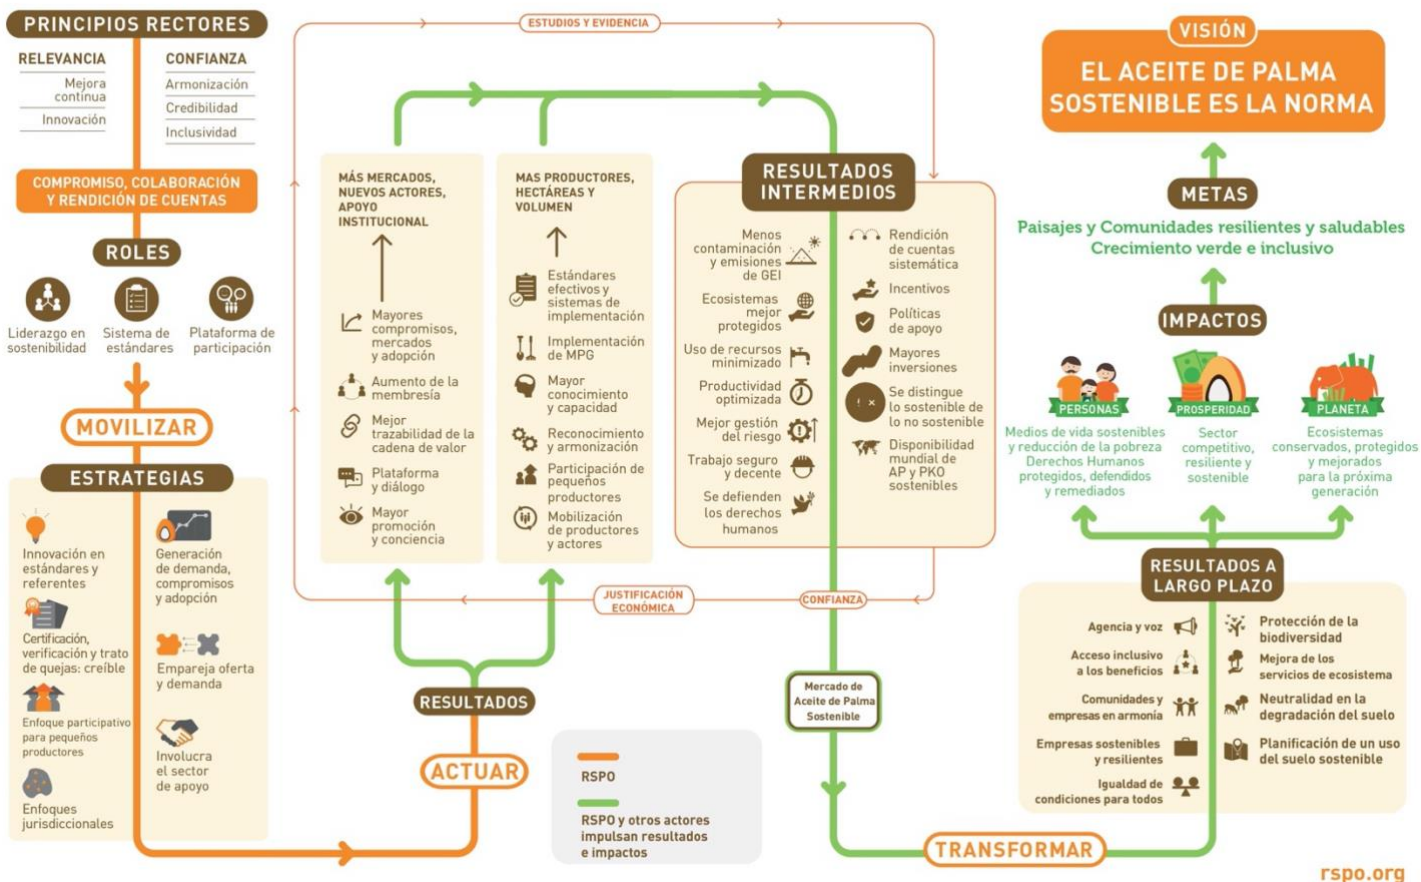 PRINCIPIOS RECTORES
RELEVANCIA
Mejora
continua
Innovación
CONFIANZA
Armonización
Credibilidad
Inclusividad
COMPROMISO, COLABORACIÓN
Y RENDICIÓN DE CUENTAS
ROLES
Liderazgo en
sostenibilidad
Sistema de
estándares
Plataforma de
participación
MOVILIZAR
ESTRATEGIAS
Innovación en
estándares y
referentes
Certificación,
verificación y trato
de quejas: creíble
Enfoque participativo
para pequeños
productores
Enfoques
jurisdiccionales
Generación
de demanda,
compromisos
y adopción
Empareja oferta
y demanda
Involucra
el sector
de apoyo
ESTUDIOS Y EVIDENCIA
MÁS MERCADOS,
NUEVOS ACTORES,
APOYO
INSTITUCIONAL
Mayores
compromisos,
mercados
y adopción
Aumento de la
membresía
Mejor
trazabilidad de la
cadena de valor
Plataforma
y diálogo
Mayor
promoción
y conciencia
MAS PRODUCTORES,
HECTÁREAS Y
VOLUMEN
Estándares
efectivos y
sistemas de
implementación
Implementación
de MPG
Mayor
conocimiento
y capacidad
Reconocimiento
y armonización
Participación de
pequeños
productores
Mobilización
de productores
y actores
JUSTIFICACIÓN
ECONÓMICA
CONFIANZA
RESULTADOS
ACTUAR
RSPO
RSPO y otros actores
impulsan resultados
e impactos
RESULTADOS
INTERMEDIOS
Menos
contaminación
y emisiones
de GEI
Ecosistemas
mejor
protegidos
Uso de recursos
minimizado
Productividad
optimizada
Mejor gestión
del riesgo
Trabajo seguro
y decente
Se defienden
los derechos
humanos
Rendición
de cuentas
sistemática
Incentivos
Políticas
de apoyo
Mayores
inversiones
Se distingue
lo sostenible de
lo no sostenible
Disponibilidad
mundial de
AP y PKO
sostenibles
Mercado de
Aceite de Palma
Sostenible
TRANSFORMAR
VISIÓN
EL ACEITE DE PALMA
SOSTENIBLE ES LA NORMA
METAS
Paisajes y Comunidades resilientes y saludables
Crecimiento verde e inclusivo
IMPACTOS
PERSONAS
Medios de vida sostenibles
y reducción de la pobreza
Derechos Humanos
protegidos, defendidos
y remediados
PROSPERIDAD
Sector
competitivo,
resiliente y
sostenible
PLANETA
Ecosistemas
conservados, protegidos
y mejorados
para la próxima
generación
RESULTADOS A
LARGO PLAZO
Agencia y voz
Acceso inclusivo
a los beneficios
Comunidades y
empresas en armonía
Empresas sostenibles
y resilientes
Igualdad de
condiciones para todos
Protección de la
biodiversidad
Mejora de los
servicios de ecosistema
Neutralidad en la
degradación del suelo
Planificación de un uso
del suelo sostenible
rspo.org